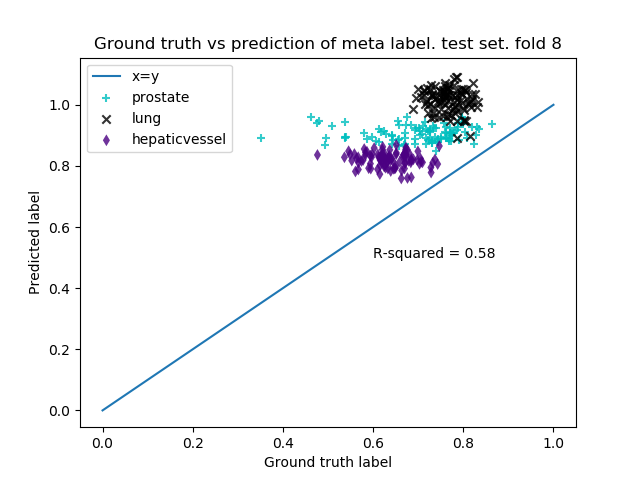 Ground truth vs prediction of meta label. test set. fold 8
x=y
prostate
lung
hepaticvessel
1.0
0.8
0.6
0.4
0.2
0.0
Predicted label
R-squared = 0.58
0.0 0.2 0.4 0.6 0.8 1.0
Ground truth label